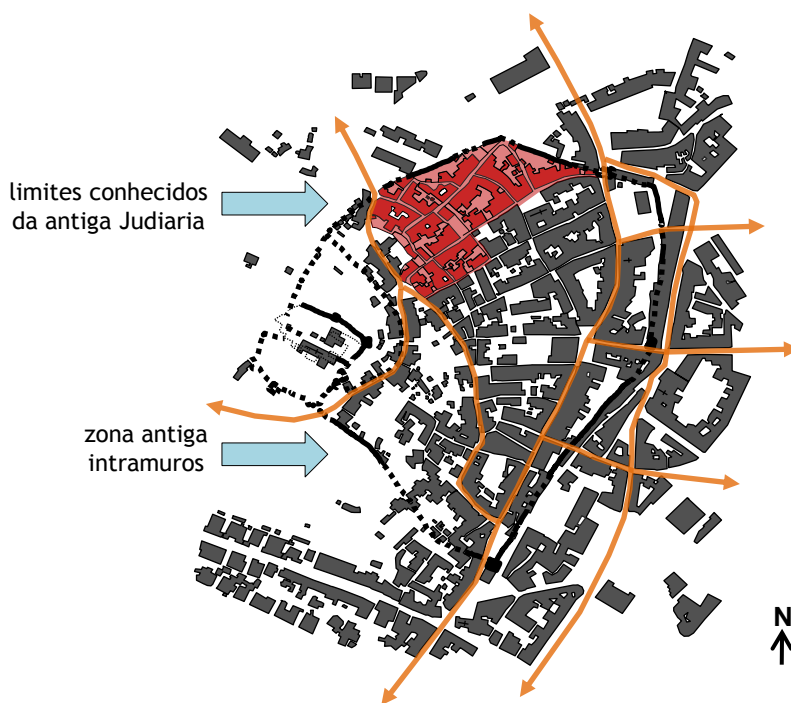 limites conhecidos
da antiga Judiaria
zona antiga
intramuros
N